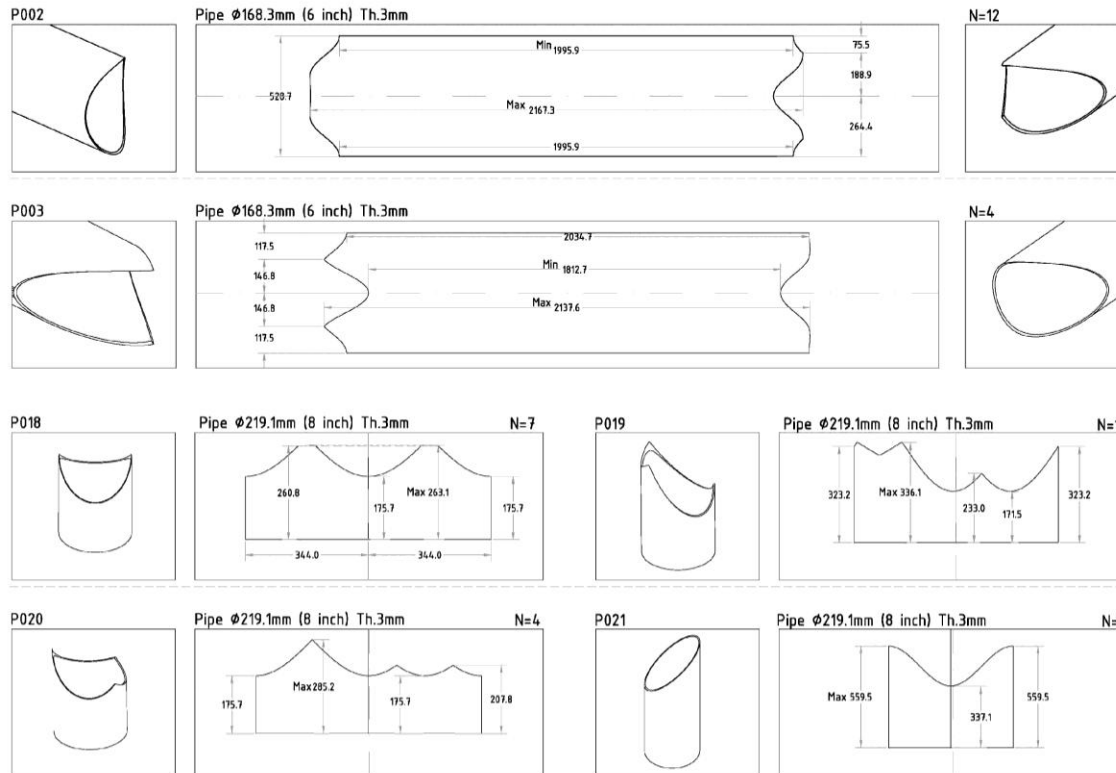 P002
Pipe Ø168.3mm (6 inch) Th.3mm
N=12
Min 1995.9
75.5
188.9
528.7
Max 2167.3
264.4
1995.9
P003
Pipe Ø168.3mm (6 inch) Th.3mm
N=4
117.5
2034.7
146.8
Min 1812.7
146.8
Max 2137.6
117.5
P018
Pipe Ø219.1mm (8 inch) Th.3mm
N=7
260.8
175.7
Max 263.1
175.7
344.0
344.0
P019
Pipe Ø219.1mm (8 inch) Th.3mm
323.2
Max 336.1
233.0
171.5
323.2
P020
Pipe Ø219.1mm (8 inch) Th.3mm
N=4
175.7
Max 285.2
175.7
207.8
P021
Pipe Ø219.1mm (8 inch) Th.3mm
Max 559.5
337.1
559.5